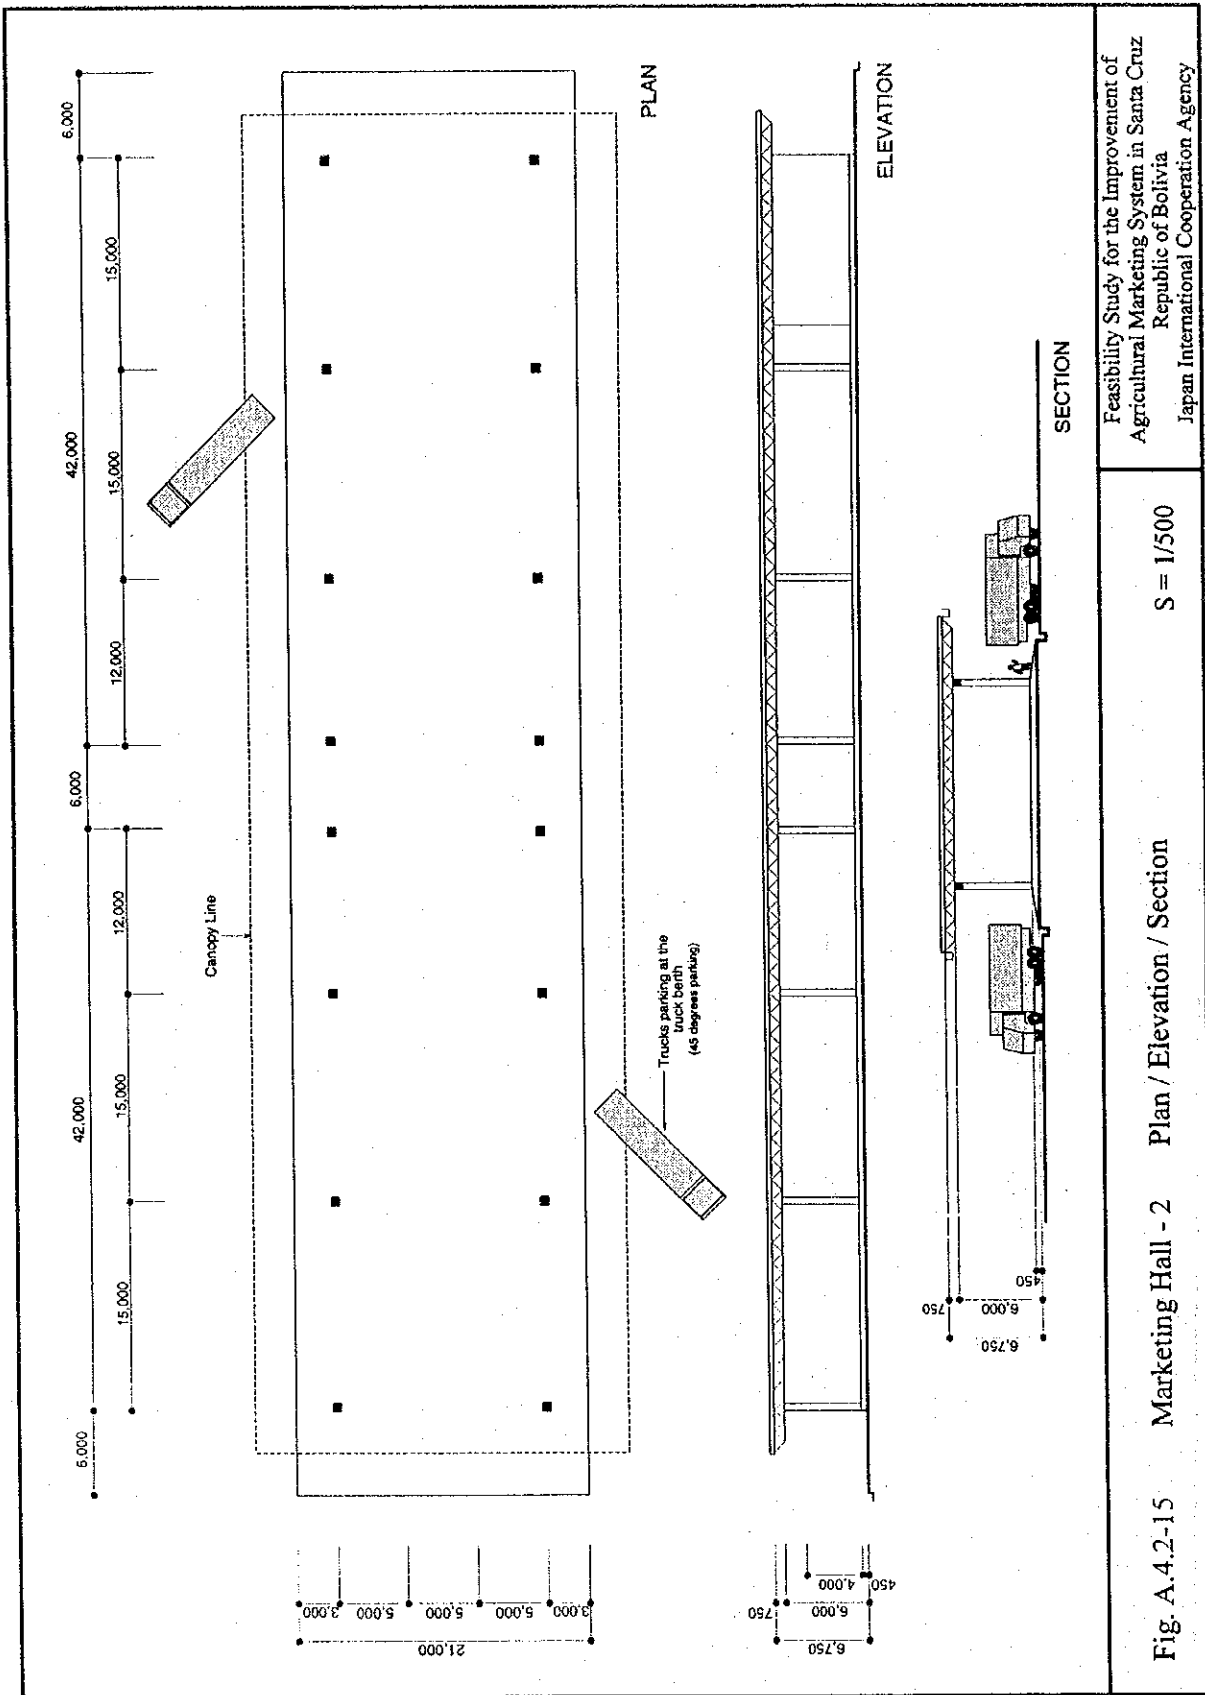 6,000
42,000
6,000
42,000
6,000
15,000
15,000
12,000
12,000
15,000
15,000
Canopy Line
Trucks parking at the
truck berth
(45 degrees parking)
PLAN
21,000
3,000
5,000
5,000
5,000
3,000
ELEVATION
6,750
750
6,000
4,000
450
SECTION
6,750
750
6,000
450
Fig. A.4.2-15 Marketing Hall - 2 Plan / Elevation / Section S = 1/500
Feasibility Study for the Improvement of
Agricultural Marketing System in Santa Cruz
Republic of Bolivia
Japan International Cooperation Agency